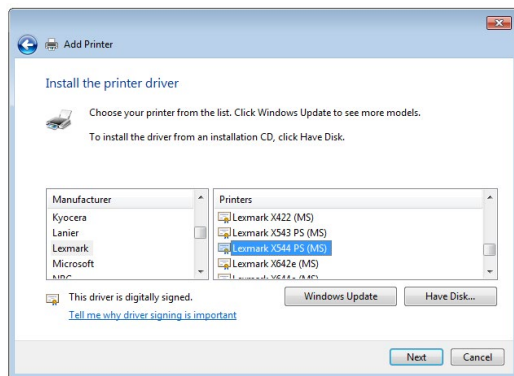 Add Printer
Install the printer driver
Choose your printer from the list. Click Windows Update to see more models.
To install the driver from an installation CD, click Have Disk.
Manufacturer
Kyocera
Lanier
Lexmark
Microsoft
Printers
Lexmark X422 (MS)
Lexmark X543 PS (MS)
Lexmark X544 PS (MS)
Lexmark X642e (MS)
This driver is digitally signed.
Tell me why driver signing is important
Windows Update
Have Disk...
Next
Cancel